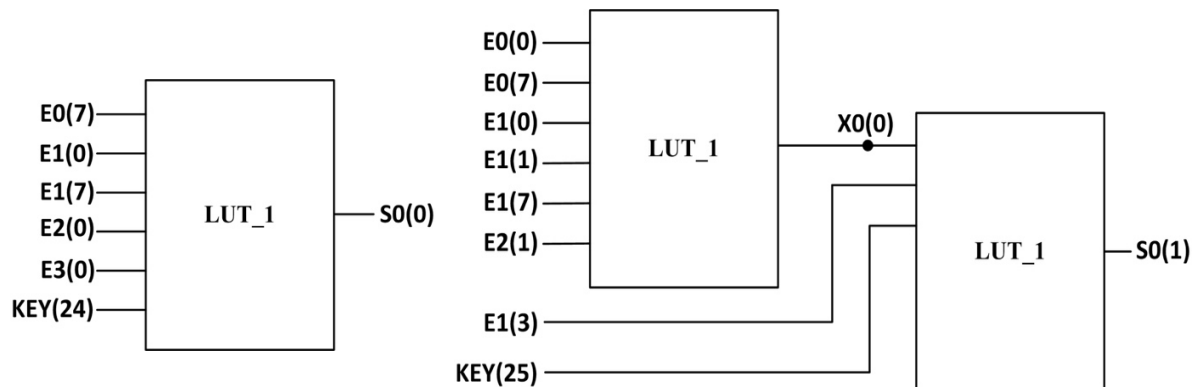 E0(7)
E1(0)
E1(7)
E2(0)
E3(0)
KEY(24)
LUT_1
S0(0)
E0(0)
E0(7)
E1(0)
E1(1)
E1(7)
E2(1)
LUT_1
X0(0)
E1(3)
KEY(25)
LUT_1
S0(1)